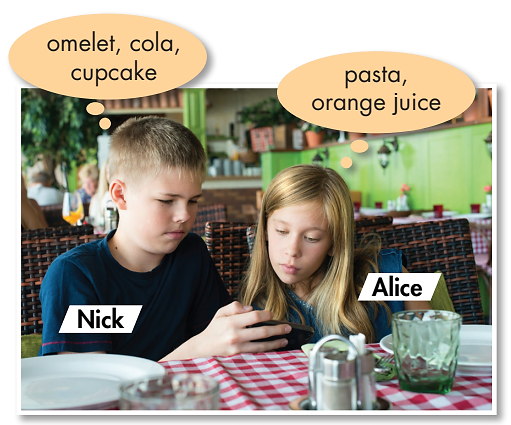 omelet, cola,
cupcake
pasta,
orange juice
Nick
Alice